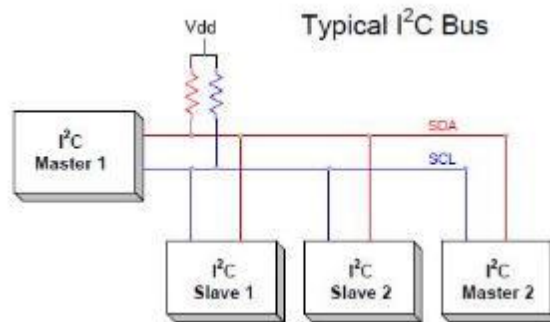 Typical I²C Bus
Vdd
SDA
I²C
Master 1
SCL
I²C
Slave 1
I²C
Slave 2
I²C
Master 2